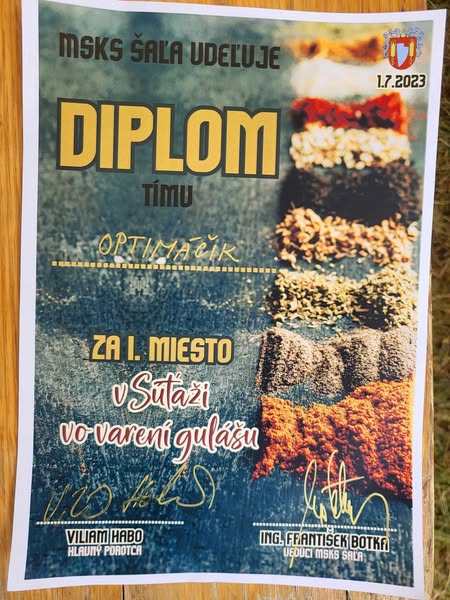 MSKS ŠAĽA UDEĽUJE
1.7.2023
DIPLOM
TÍMU
OPTIMÁČIK
ZA I. MIESTO
v Súťaži
vo varení gulášu
VILIAM HABO
HLAVNÝ POROTCA
ING. FRANTIŠEK BOTKA
VEDÚCI MSKS ŠAĽA